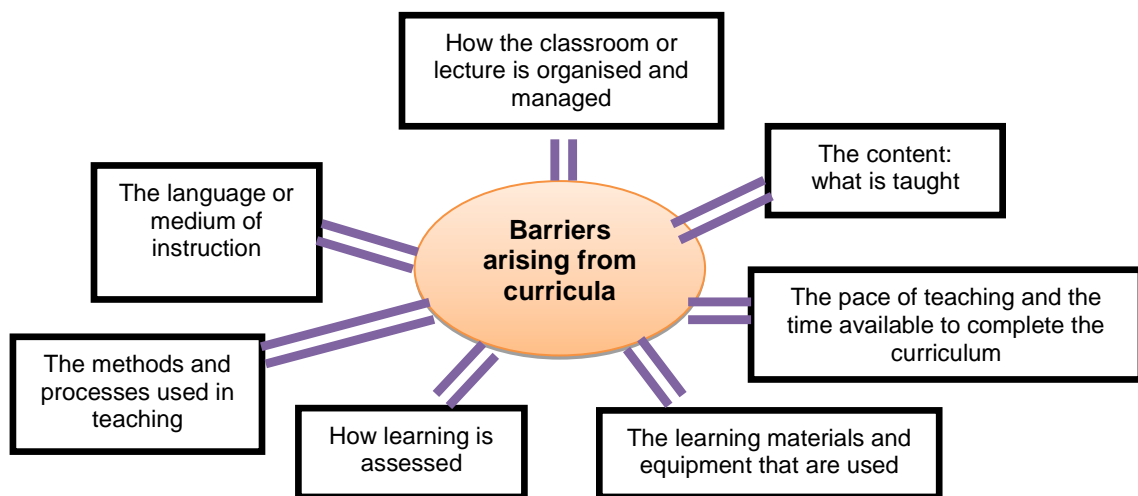 How the classroom or
lecture is organised and
managed
The content:
what is taught
The language or
medium of
instruction
Barriers
arising from
curricula
The pace of teaching and the
time available to complete the
curriculum
The methods and
processes used in
teaching
How learning is
assessed
The learning materials and
equipment that are used